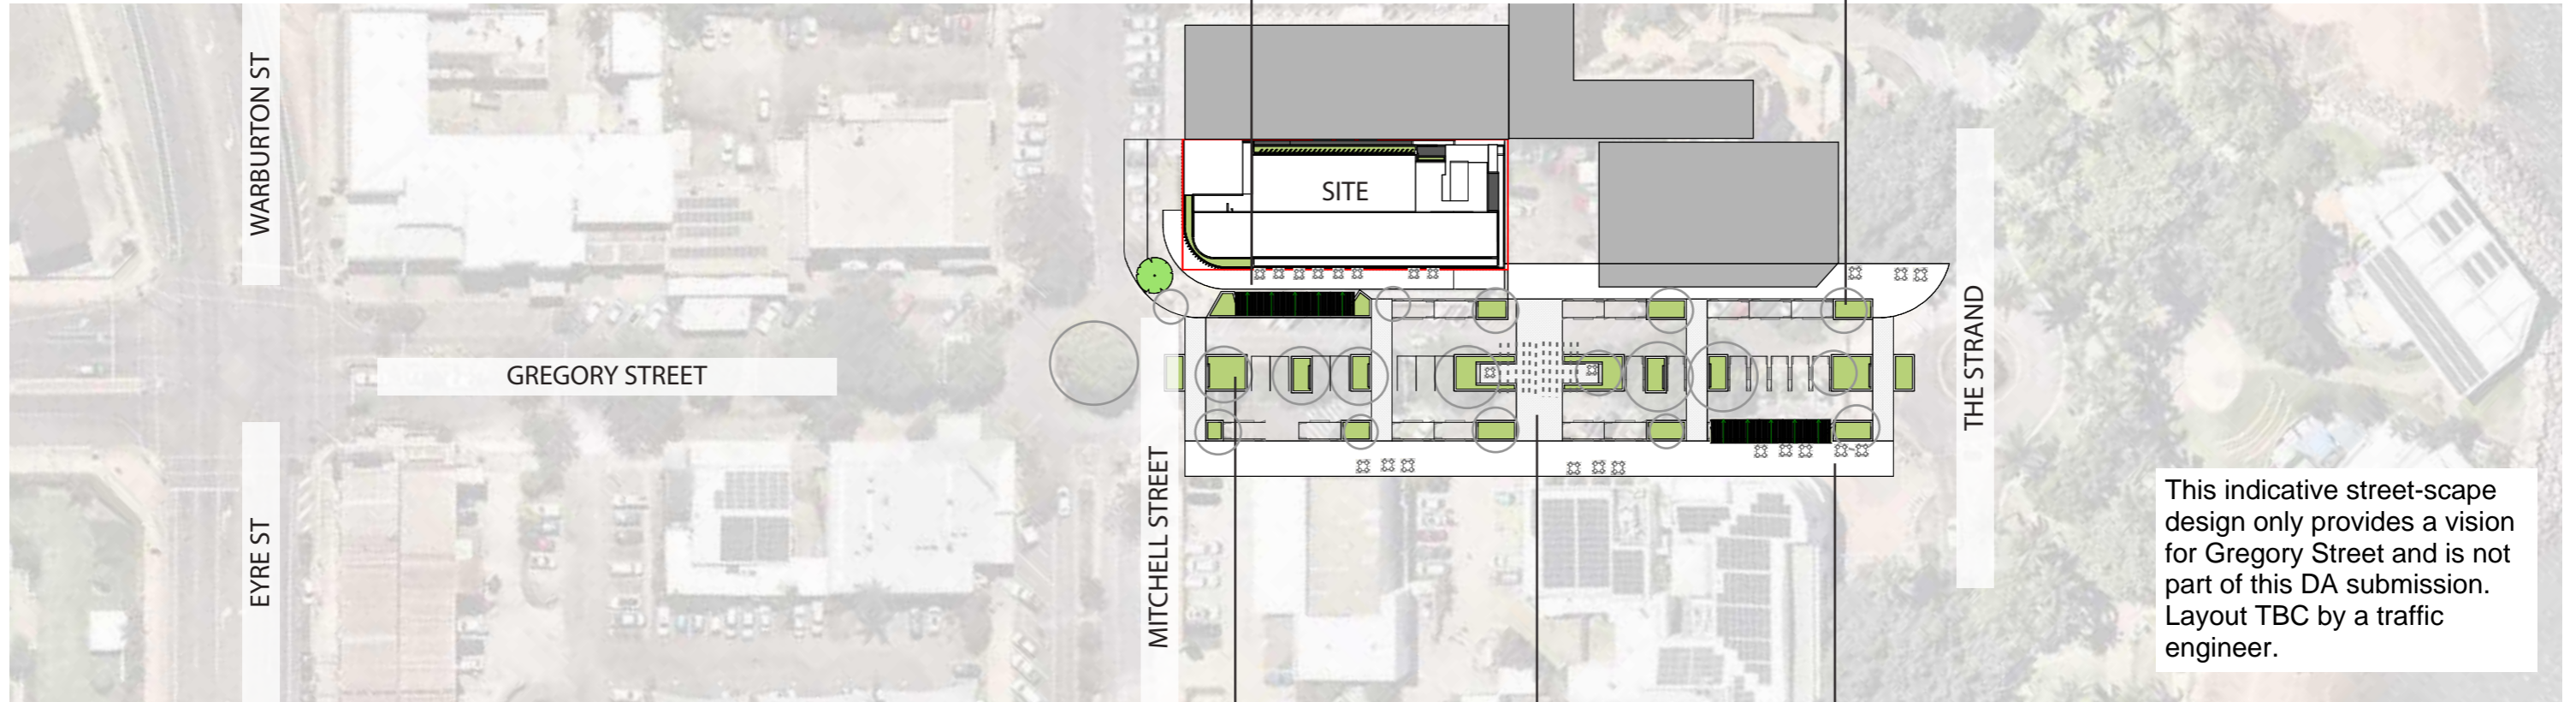 WARBURTON ST
SITE
GREGORY STREET
THE STRAND
EYRE ST
MITCHELL STREET
This indicative street-scape
design only provides a vision
for Gregory Street and is not
part of this DA submission.
Layout TBC by a traffic
engineer.